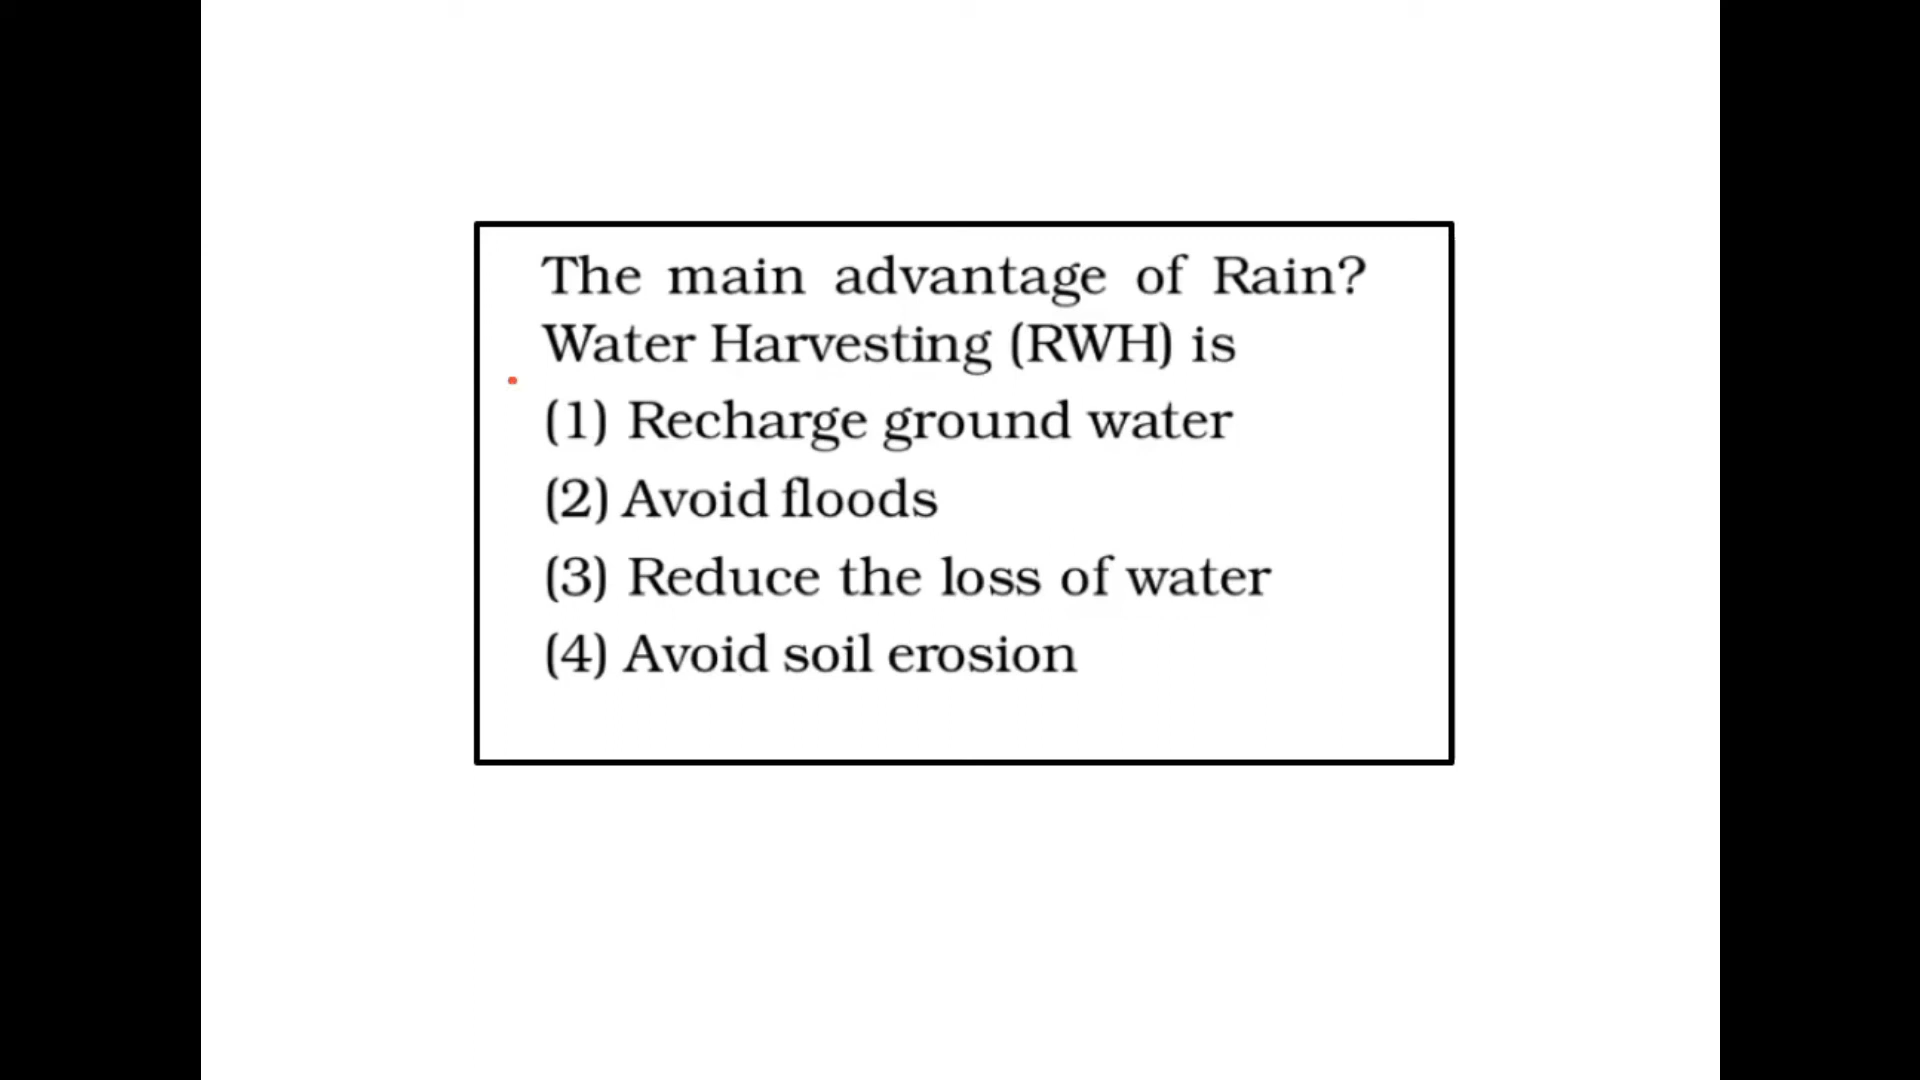 The main advantage of Rain?
Water Harvesting (RWH) is
(1) Recharge ground water
(2) Avoid floods
(3) Reduce the loss of water
(4) Avoid soil erosion